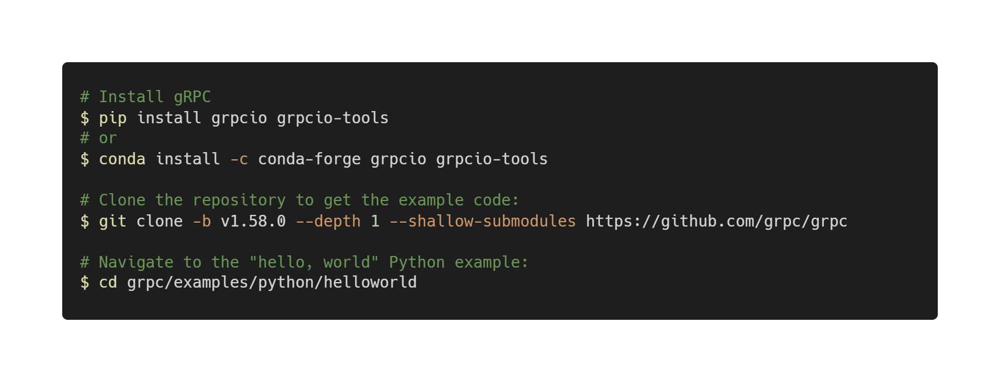 # Install gRPC
$ pip install grpcio grpcio-tools
# or
$ conda install -c conda-forge grpcio grpcio-tools
# Clone the repository to get the example code:
$ git clone -b v1.58.0 --depth 1 --shallow-submodules https://github.com/grpc/grpc
# Navigate to the "hello, world" Python example:
$ cd grpc/examples/python/helloworld